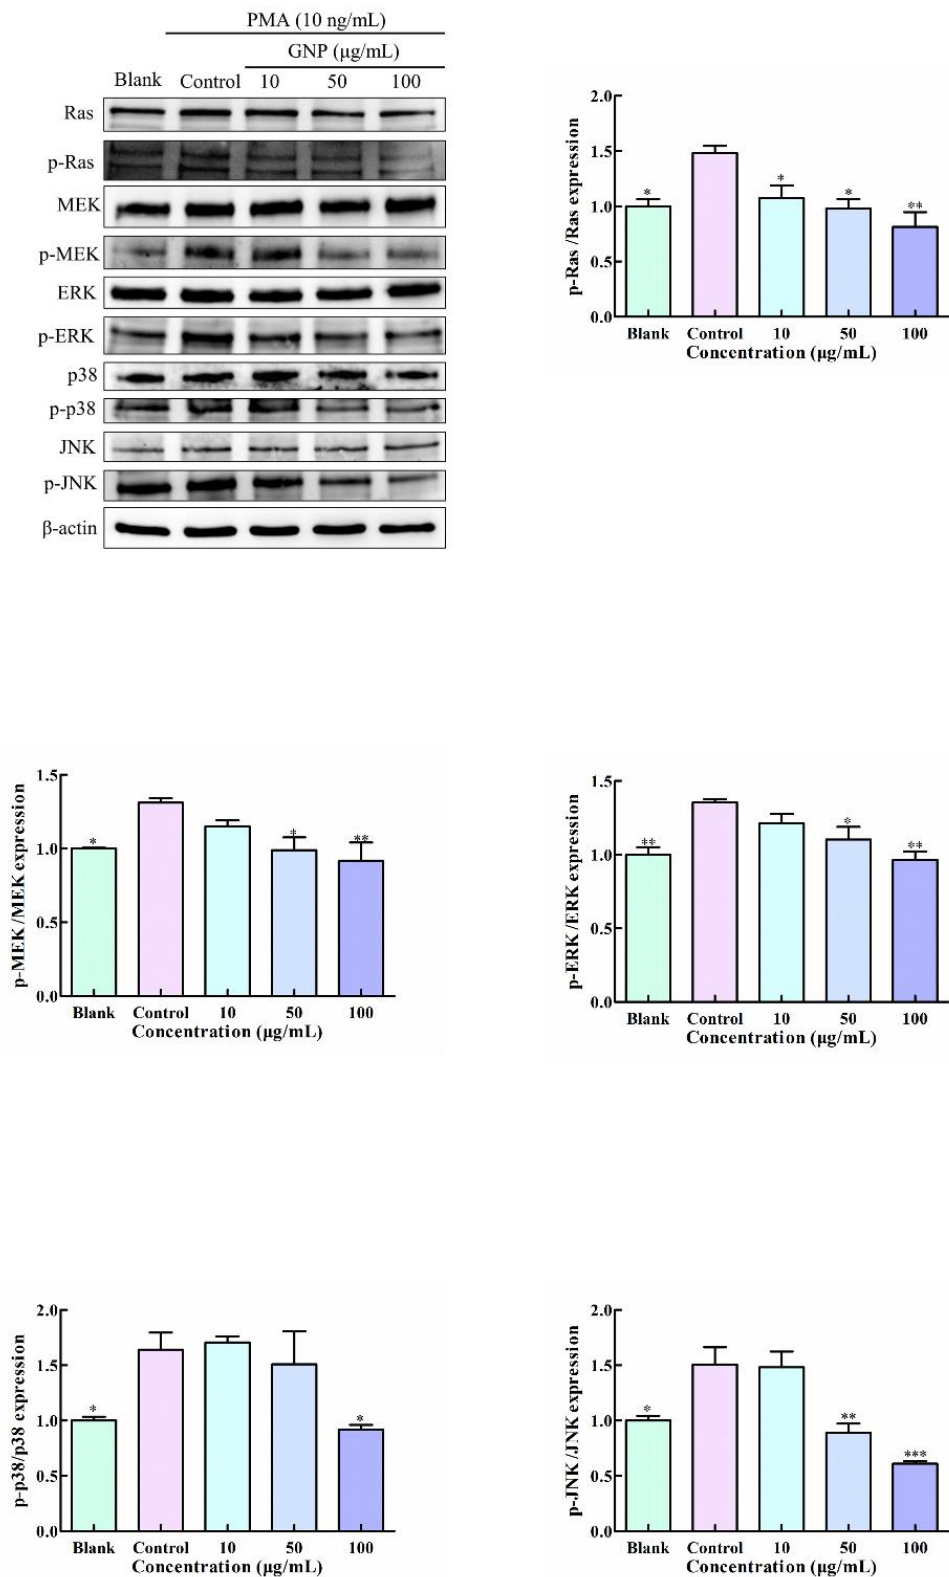 PMA (10 ng/mL)
GNP (μg/mL)
Blank Control 10 50 100
Ras
p-Ras
MEK
p-MEK
ERK
p-ERK
p38
p-p38
JNK
p-JNK
β-actin
p-Ras /Ras expression
2.0
1.5
1.0
0.5
0.0
* * * **
Blank Control 10 50 100
Concentration (μg/mL)
p-MEK/MEK expression
1.5
1.0
0.5
0.0
* * **
Blank Control 10 50 100
Concentration (μg/mL)
p-ERK/ERK expression
1.5
1.0
0.5
0.0
** * **
Blank Control 10 50 100
Concentration (μg/mL)
p-p38/p38 expression
2.0
1.5
1.0
0.5
0.0
* *
Blank Control 10 50 100
Concentration (μg/mL)
p-JNK/JNK expression
2.0
1.5
1.0
0.5
0.0
* ** ***
Blank Control 10 50 100
Concentration (μg/mL)